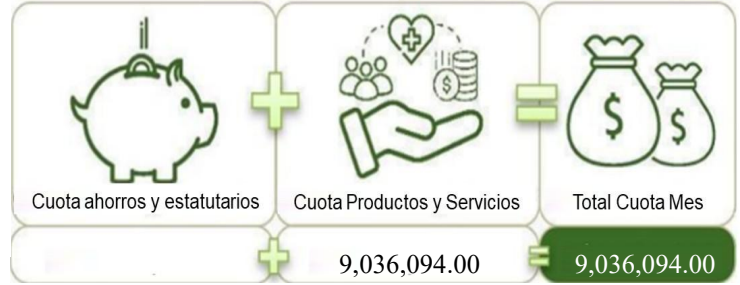 Cuota ahorros y estatutarios
Cuota Productos y Servicios
Total Cuota Mes
9,036,094.00
9,036,094.00